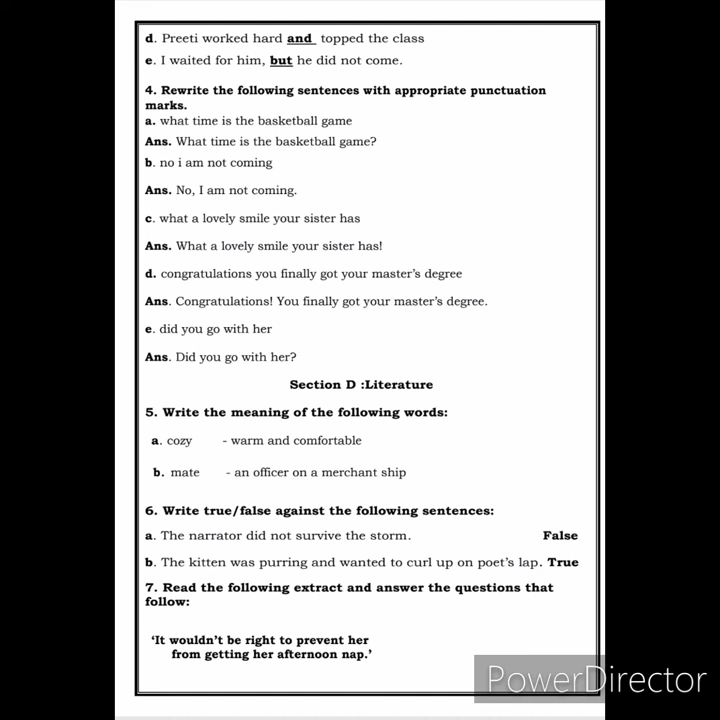 d. Preeti worked hard and topped the class
e. I waited for him, but he did not come.
4. Rewrite the following sentences with appropriate punctuation
marks.
a. what time is the basketball game
Ans. What time is the basketball game?
b. no i am not coming
Ans. No, I am not coming.
c. what a lovely smile your sister has
Ans. What a lovely smile your sister has!
d. congratulations you finally got your master's degree
Ans. Congratulations! You finally got your master's degree.
e. did you go with her
Ans. Did you go with her?
Section D :Literature
5. Write the meaning of the following words:
a. cozy - warm and comfortable
b. mate - an officer on a merchant ship
6. Write true/false against the following sentences:
a. The narrator did not survive the storm. False
b. The kitten was purring and wanted to curl up on poet's lap. True
7. Read the following extract and answer the questions that
follow:
'It wouldn't be right to prevent her
from getting her afternoon nap.'
PowerDirector